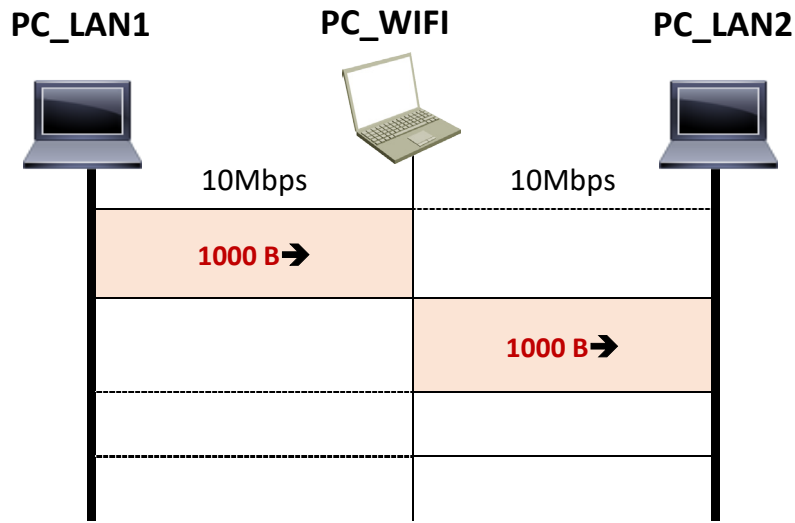 PC_LAN1
PC_WIFI
PC_LAN2
10Mbps
10Mbps
1000 B➔
1000 B➔